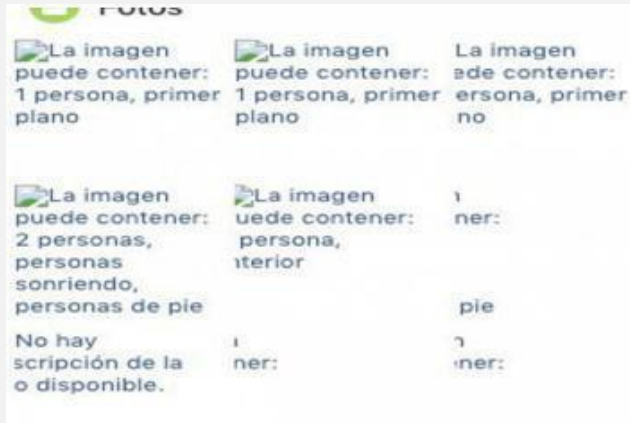 Fotos
La imagen
puede contener:
1 persona, primer
plano
La imagen
puede contener:
1 persona, primer
plano
La imagen
ede contener:
ersona, primer
no
La imagen
puede contener:
2 personas,
personas
sonriendo,
personas de pie
La imagen
uede contener:
persona,
nterior
ner:
pie
No hay
scripción de la
o disponible.
ner:
ner: